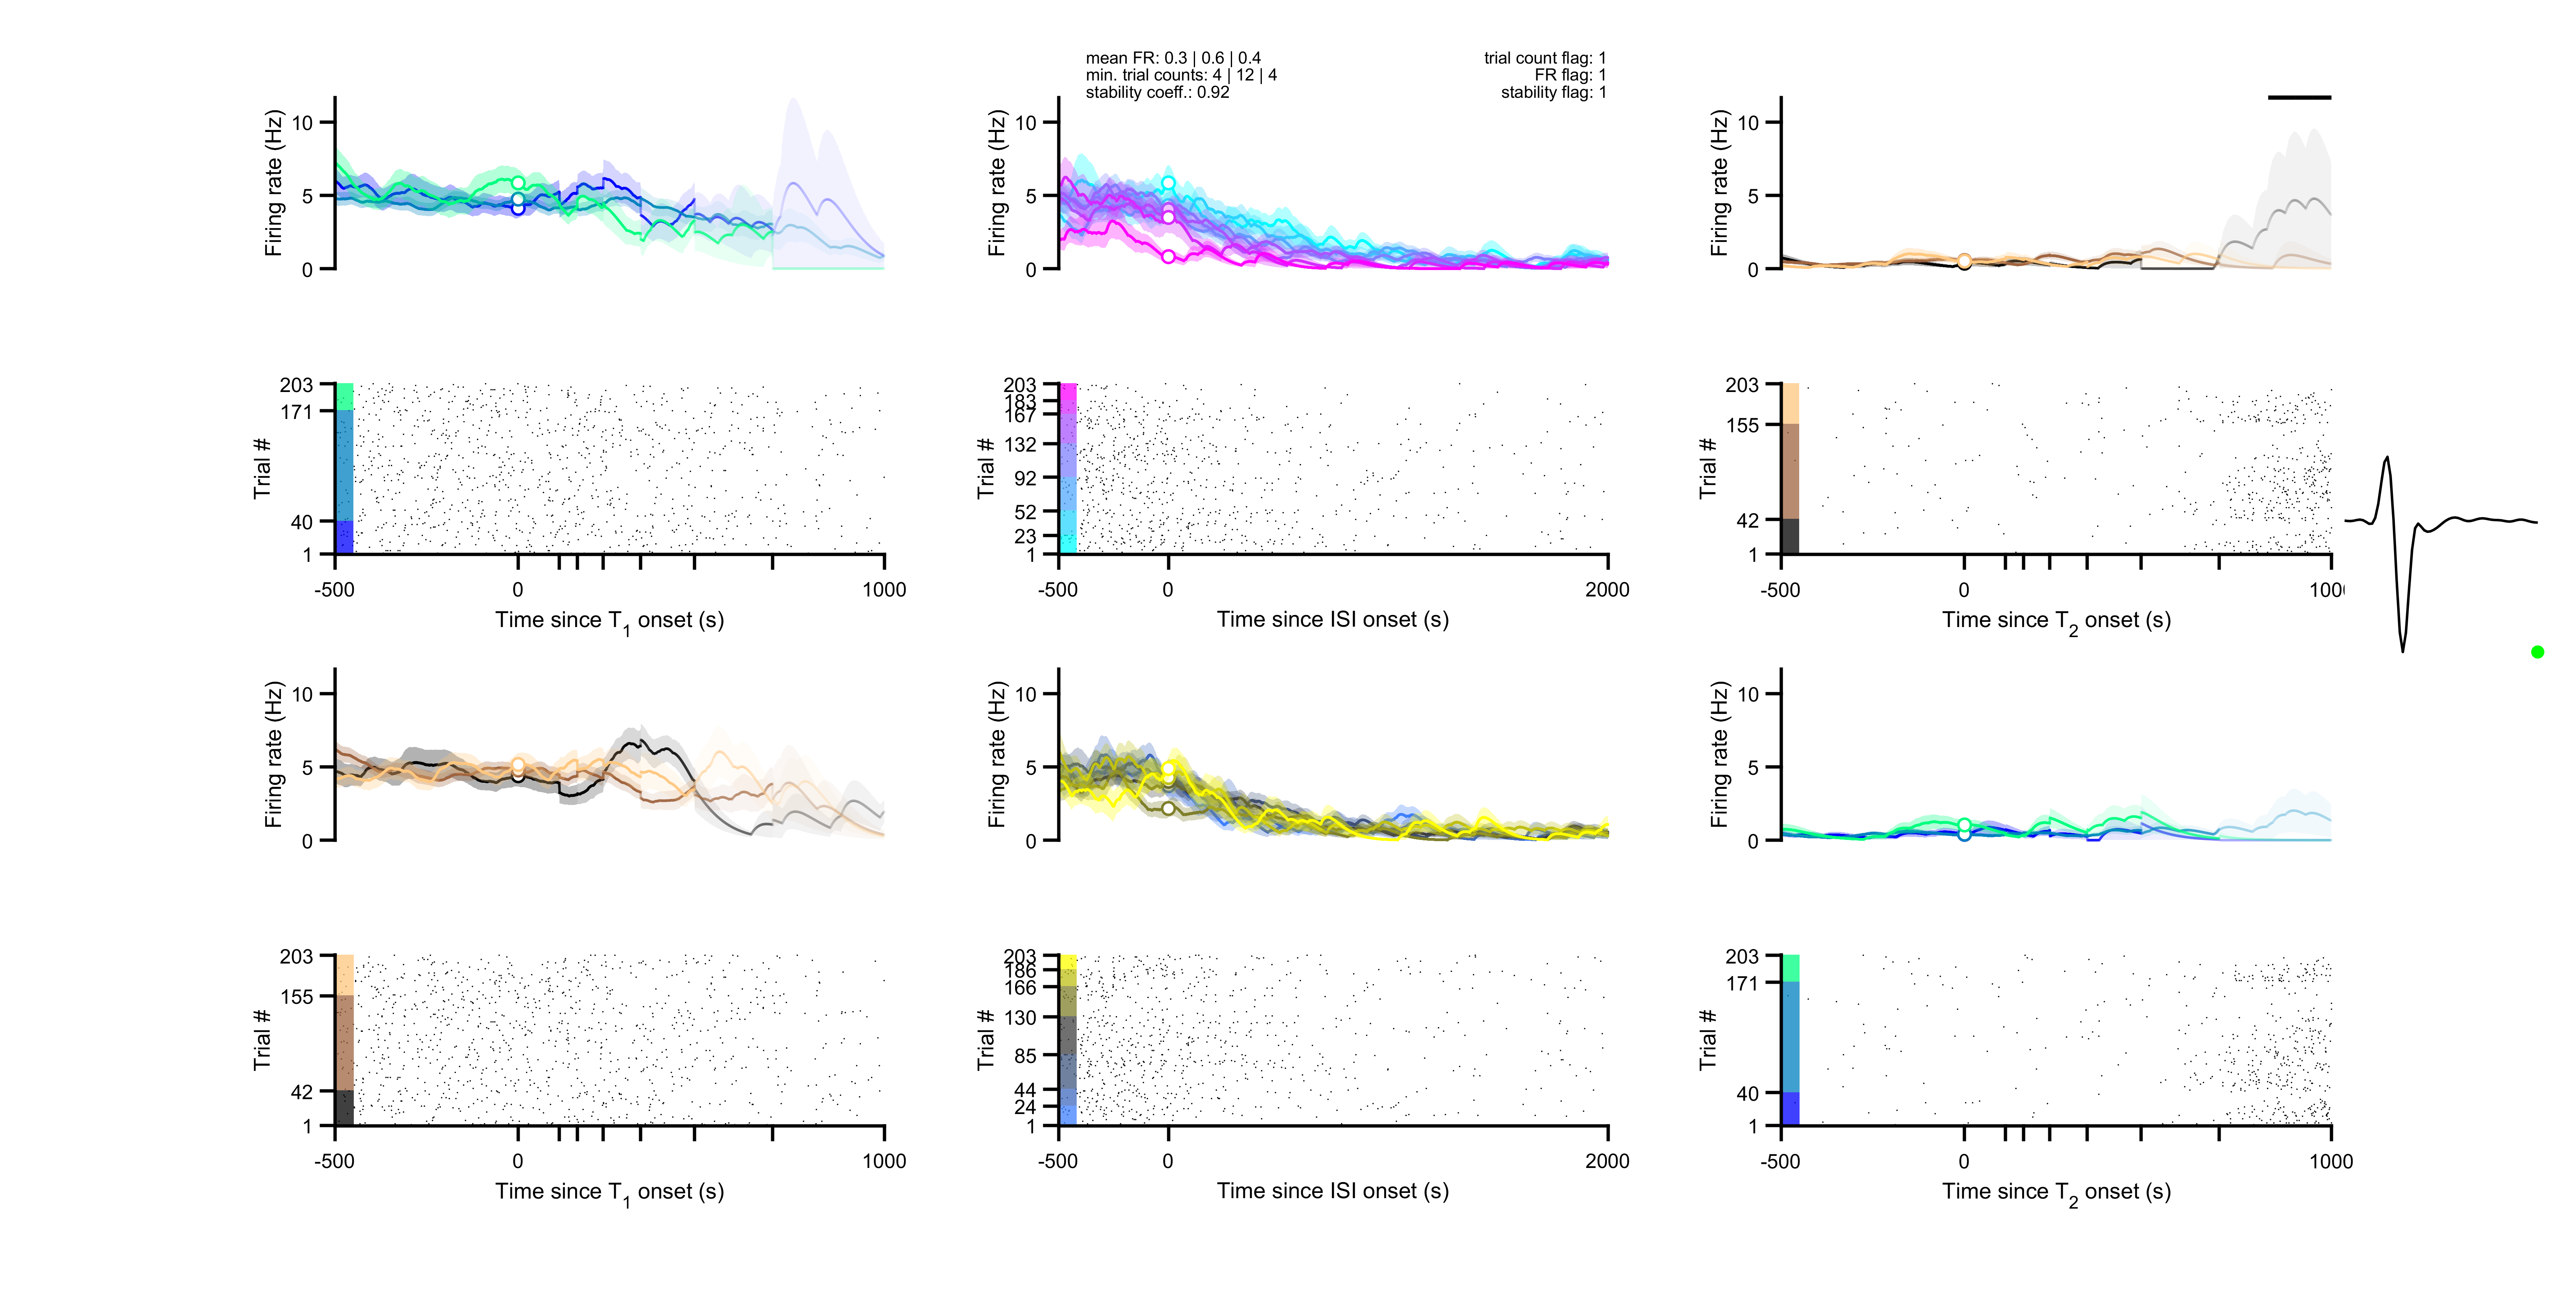 mean FR: 0.3 | 0.6 | 0.4
min. trial counts: 4 | 12 | 4
stability coeff.: 0.92
trial count flag: 1
FR flag: 1
stability flag: 1
Firing rate (Hz)
10
5
0
Firing rate (Hz)
10
5
0
Firing rate (Hz)
10
5
0
Trial #
203
171
40
1
-500
0
1000
Time since T1 onset (s)
Trial #
203
183
167
132
92
52
23
1
-500
0
2000
Time since ISI onset (s)
Trial #
203
155
42
1
-500
0
100
Time since T2 onset (s)
Firing rate (Hz)
10
5
0
Firing rate (Hz)
10
5
0
Firing rate (Hz)
10
5
0
Trial #
203
155
42
1
-500
0
1000
Time since T1 onset (s)
Trial #
203
186
166
130
85
44
24
1
-500
0
2000
Time since ISI onset (s)
Trial #
203
171
40
1
-500
0
1000
Time since T2 onset (s)